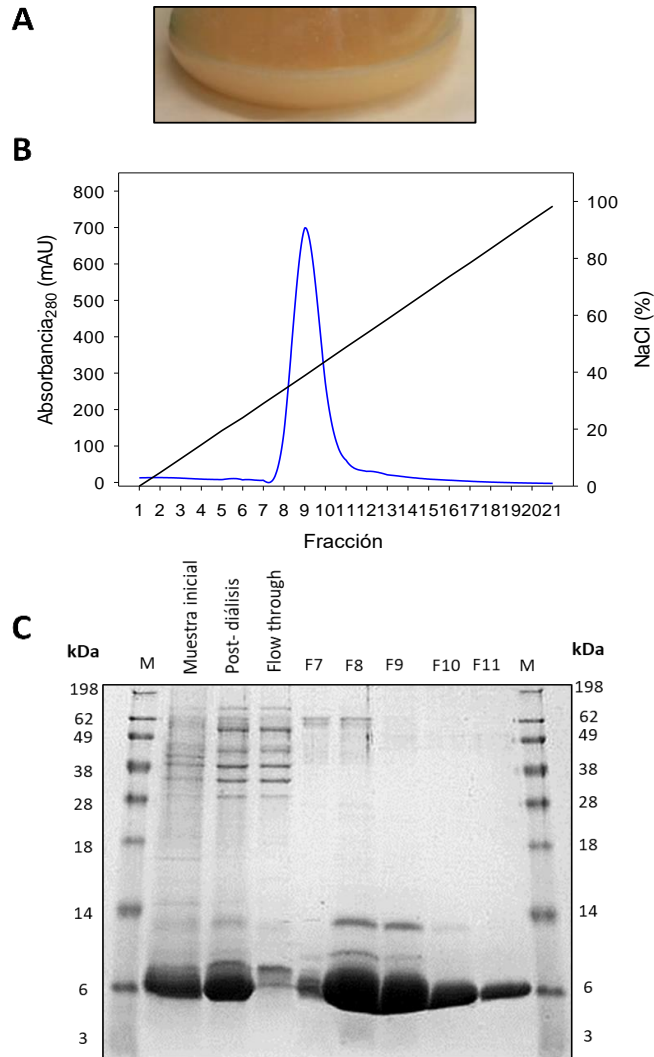 A
B
800
700
600
500
400
300
200
100
0
Absorbancia280 (mAU)
100
80
60
40
20
0
NaCl (%)
1 2 3 4 5 6 7 8 9 10 11 12 13 14 15 16 17 18 19 20 21
Fracción
C
kDa
M
Muestra inicial
Post- diálisis
Flow through
F7 F8 F9 F10 F11 M
kDa
198
62
49
38
28
18
14
6
3
198
62
49
38
28
18
14
6
3